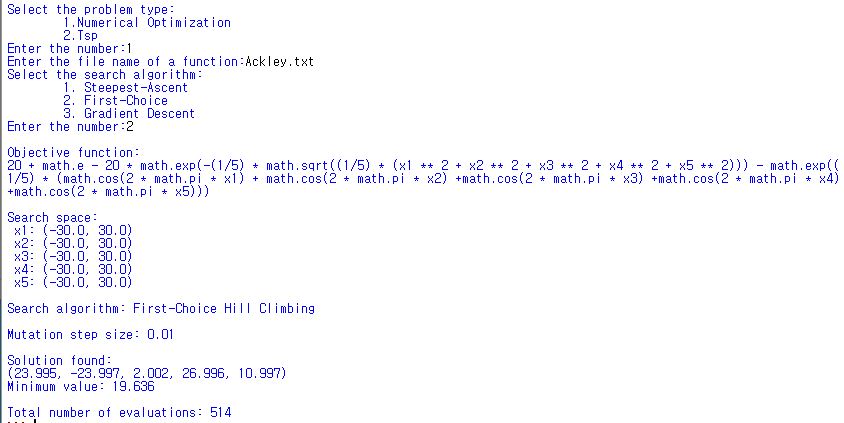 Select the problem type:
1.Numerical Optimization
2.Tsp
Enter the number:1
Enter the file name of a function:Ackley.txt
Select the search algorithm:
1. Steepest-Ascent
2. First-Choice
3. Gradient Descent
Enter the number:2
Objective function:
20 + math.e - 20 * math.exp(-(1/5) * math.sqrt((1/5) * (x1 ** 2 + x2 ** 2 + x3 ** 2 + x4 ** 2 + x5 ** 2))) - math.exp((
1/5) * (math.cos(2 * math.pi * x1) + math.cos(2 * math.pi * x2) +math.cos(2 * math.pi * x3) +math.cos(2 * math.pi * x4)
+math.cos(2 * math.pi * x5)))
Search space:
x1: (-30.0, 30.0)
x2: (-30.0, 30.0)
x3: (-30.0, 30.0)
x4: (-30.0, 30.0)
x5: (-30.0, 30.0)
Search algorithm: First-Choice Hill Climbing
Mutation step size: 0.01
Solution found:
(23.995, -23.997, 2.002, 26.996, 10.997)
Minimum value: 19.636
Total number of evaluations: 514